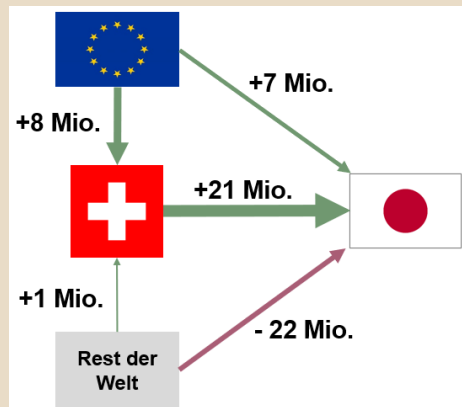 +7 Mio.
+8 Mio.
+21 Mio.
+1 Mio.
- 22 Mio.
Rest der
Welt